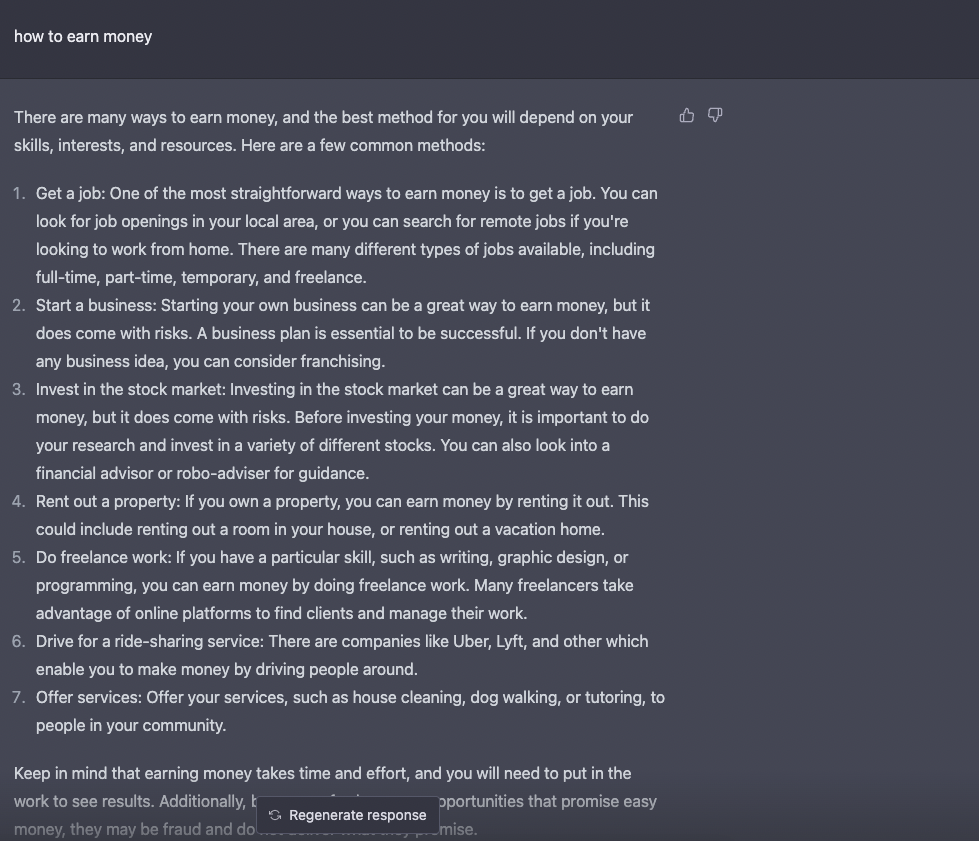 how to earn money
There are many ways to earn money, and the best method for you will depend on your
skills, interests, and resources. Here are a few common methods:
1. Get a job: One of the most straightforward ways to earn money is to get a job. You can
look for job openings in your local area, or you can search for remote jobs if you're
looking to work from home. There are many different types of jobs available, including
full-time, part-time, temporary, and freelance.
2. Start a business: Starting your own business can be a great way to earn money, but it
does come with risks. A business plan is essential to be successful. If you don't have
any business idea, you can consider franchising.
3. Invest in the stock market: Investing in the stock market can be a great way to earn
money, but it does come with risks. Before investing your money, it is important to do
your research and invest in a variety of different stocks. You can also look into a
financial advisor or robo-adviser for guidance.
4. Rent out a property: If you own a property, you can earn money by renting it out. This
could include renting out a room in your house, or renting out a vacation home.
5. Do freelance work: If you have a particular skill, such as writing, graphic design, or
programming, you can earn money by doing freelance work. Many freelancers take
advantage of online platforms to find clients and manage their work.
6. Drive for a ride-sharing service: There are companies like Uber, Lyft, and other which
enable you to make money by driving people around.
7. Offer services: Offer your services, such as house cleaning, dog walking, or tutoring, to
people in your community.
Keep in mind that earning money takes time and effort, and you will need to put in the
work to see results. Additionally, opportunities that promise easy
Regenerate response
money, they may be fraud and do